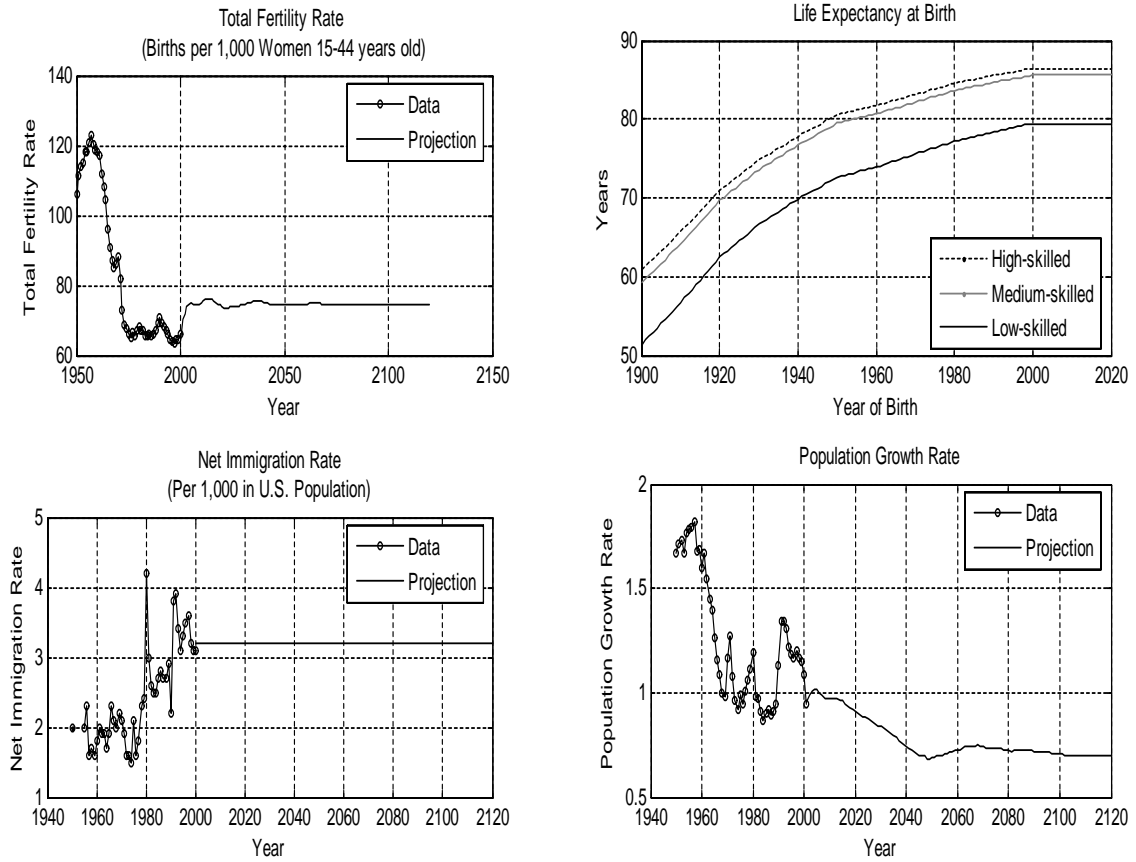 Total Fertility Rate
(Births per 1,000 Women 15-44 years old)
140
120
100
80
60
Total Fertility Rate
Data
Projection
1950 2000 2050 2100 2150
Year
Life Expectancy at Birth
90
80
70
60
50
Years
High-skilled
Medium-skilled
Low-skilled
1900 1920 1940 1960 1980 2000 2020
Year of Birth
Net Immigration Rate
(Per 1,000 in U.S. Population)
5
4
3
2
1
Net Immigration Rate
Data
Projection
1940 1960 1980 2000 2020 2040 2060 2080 2100 2120
Year
Population Growth Rate
2
1.5
1
0.5
Population Growth Rate
Data
Projection
1940 1960 1980 2000 2020 2040 2060 2080 2100 2120
Year